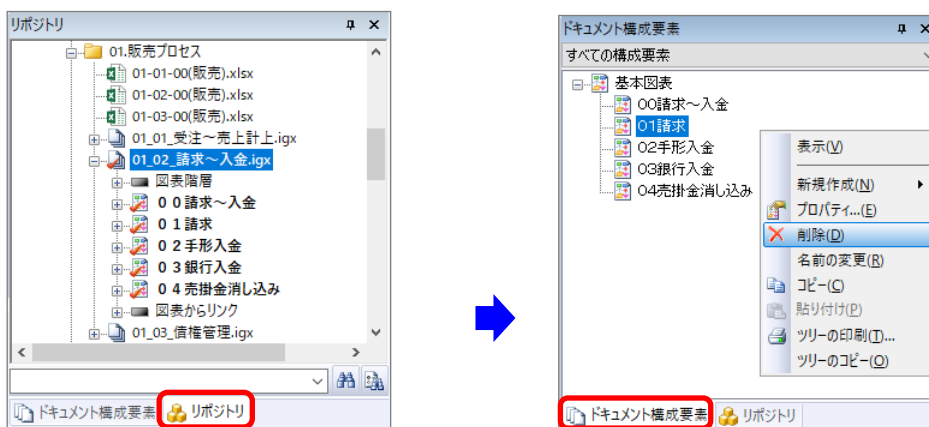 リポジトリ
01.販売プロセス
01-01-00(販売).xlsx
01-02-00(販売).xlsx
01-03-00(販売).xlsx
01_01_受注～売上計上.igx
01_02_請求～入金.igx
図表階層
００請求～入金
０１請求
０２手形入金
０３銀行入金
０４売掛金消し込み
図表からリンク
01_03_債権管理.igx
ドキュメント構成要素
リポジトリ
ドキュメント構成要素
すべての構成要素
基本図表
00請求～入金
01請求
02手形入金
03銀行入金
04売掛金消し込み
表示(V)
新規作成(N)
プロパティ...(E)
削除(D)
名前の変更(R)
コピー(C)
貼り付け(P)
ツリーの印刷(T)...
ツリーのコピー(O)
ドキュメント構成要素
リポジトリ